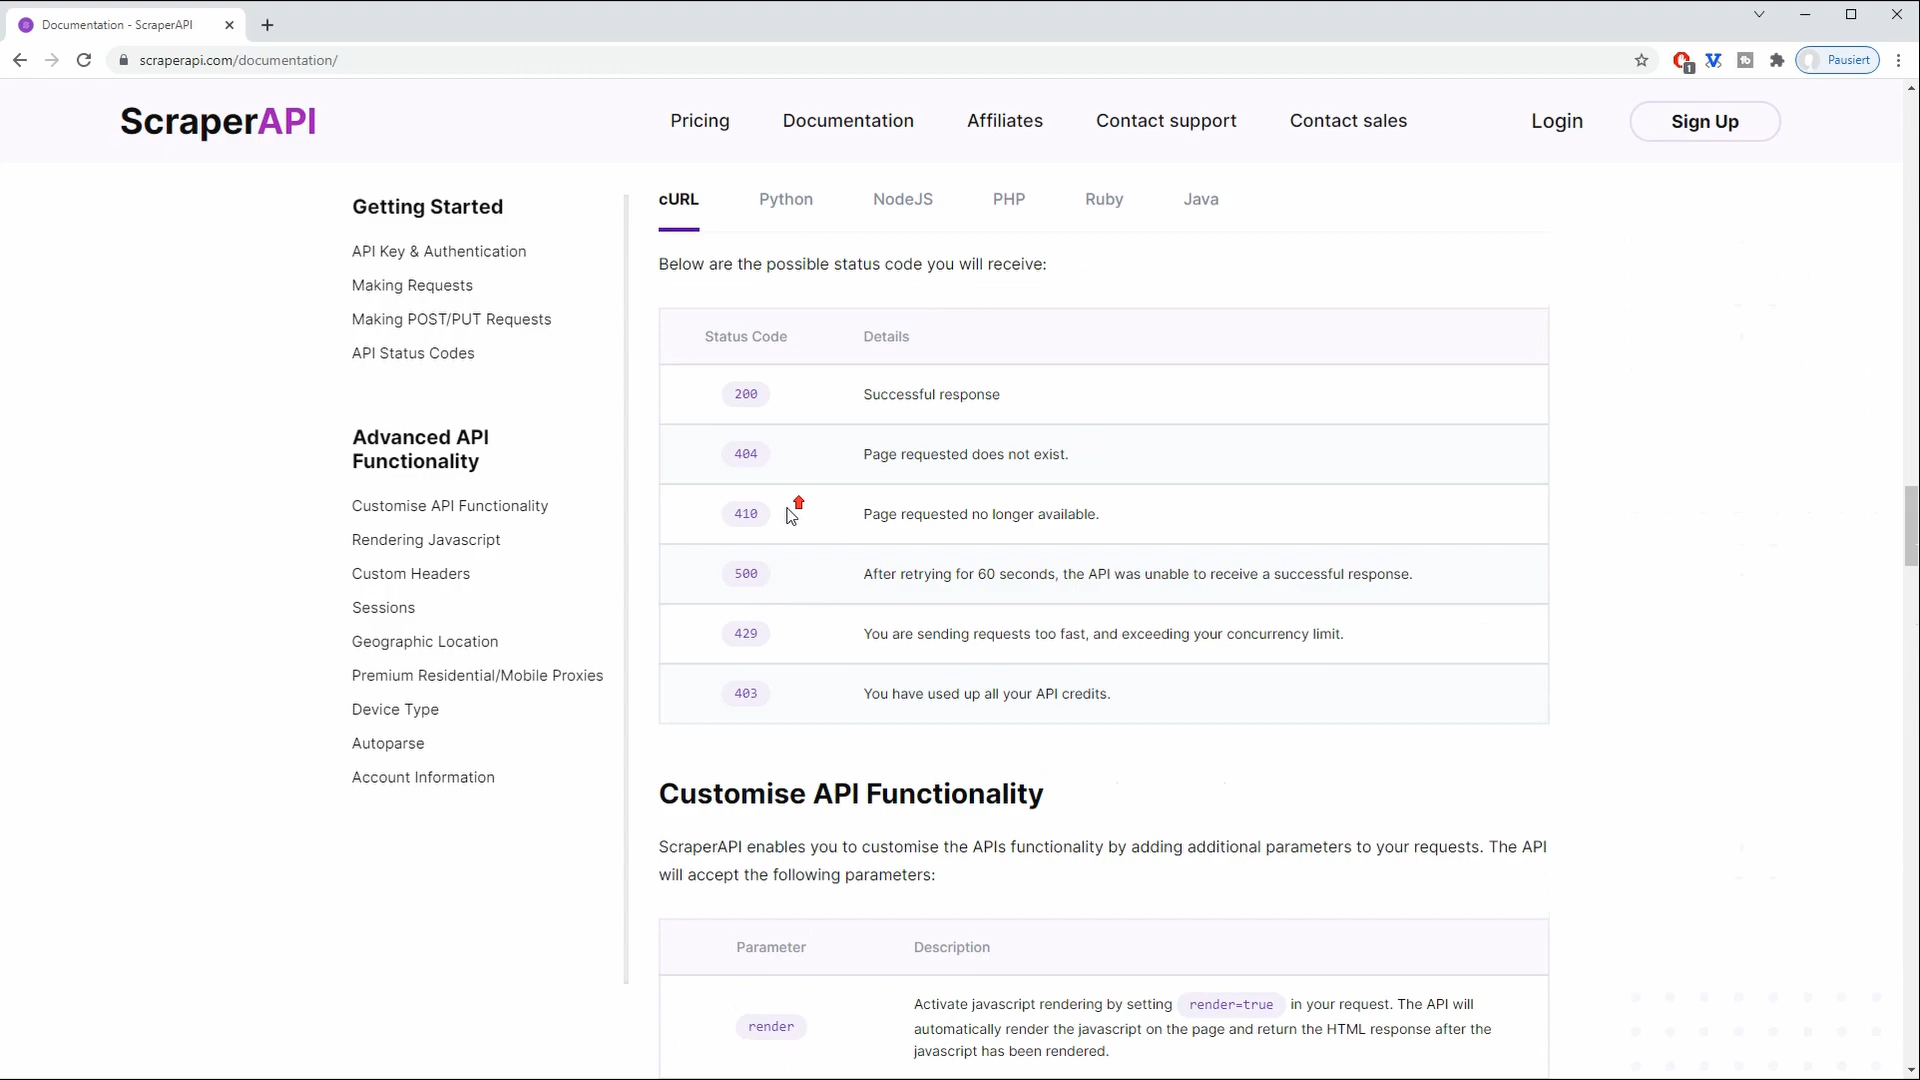 Documentation - ScraperAPI
scraperapi.com/documentation/
1
Pausiert
ScraperAPI
Pricing
Documentation
Affiliates
Contact support
Contact sales
Login
Sign Up
Getting Started
API Key & Authentication
Making Requests
Making POST/PUT Requests
API Status Codes
Advanced API
Functionality
Customise API Functionality
Rendering Javascript
Custom Headers
Sessions
Geographic Location
Premium Residential/Mobile Proxies
Device Type
Autoparse
Account Information
cURL
Python
NodeJS
PHP
Ruby
Java
Below are the possible status code you will receive:
Status Code Details
200 Successful response
404 Page requested does not exist.
410 Page requested no longer available.
500 After retrying for 60 seconds, the API was unable to receive a successful response.
429 You are sending requests too fast, and exceeding your concurrency limit.
403 You have used up all your API credits.
Customise API Functionality
ScraperAPI enables you to customise the APIs functionality by adding additional parameters to your requests. The API
will accept the following parameters:
Parameter Description
render
Activate javascript rendering by setting render=true in your request. The API will
automatically render the javascript on the page and return the HTML response after the
javascript has been rendered.